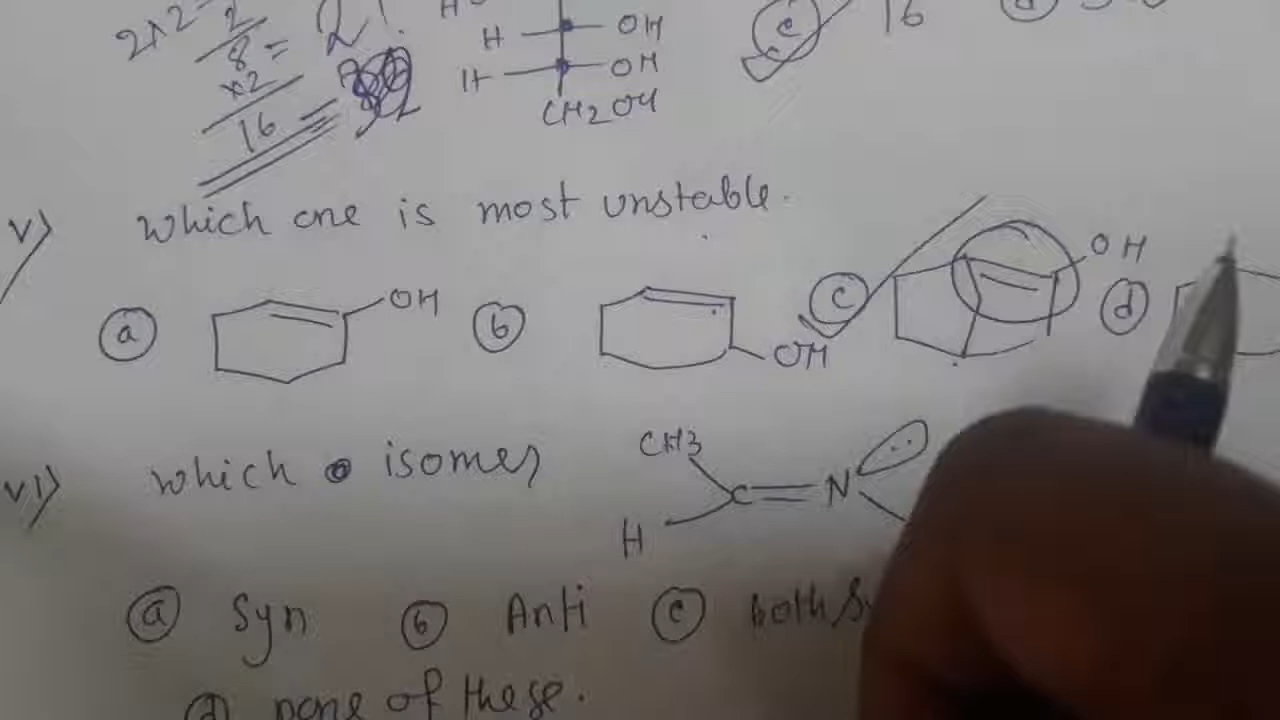 2x2 2
8 = 2
x2
16 =
H OH
H OH
CH2OH
(c) 16 (d)
v) Which one is most unstable.
(a) OH (b) OH (c) OH (d)
vi) which isomer CH3 C=N H
(a) Syn (b) Anti (c) both
(d) none of these.